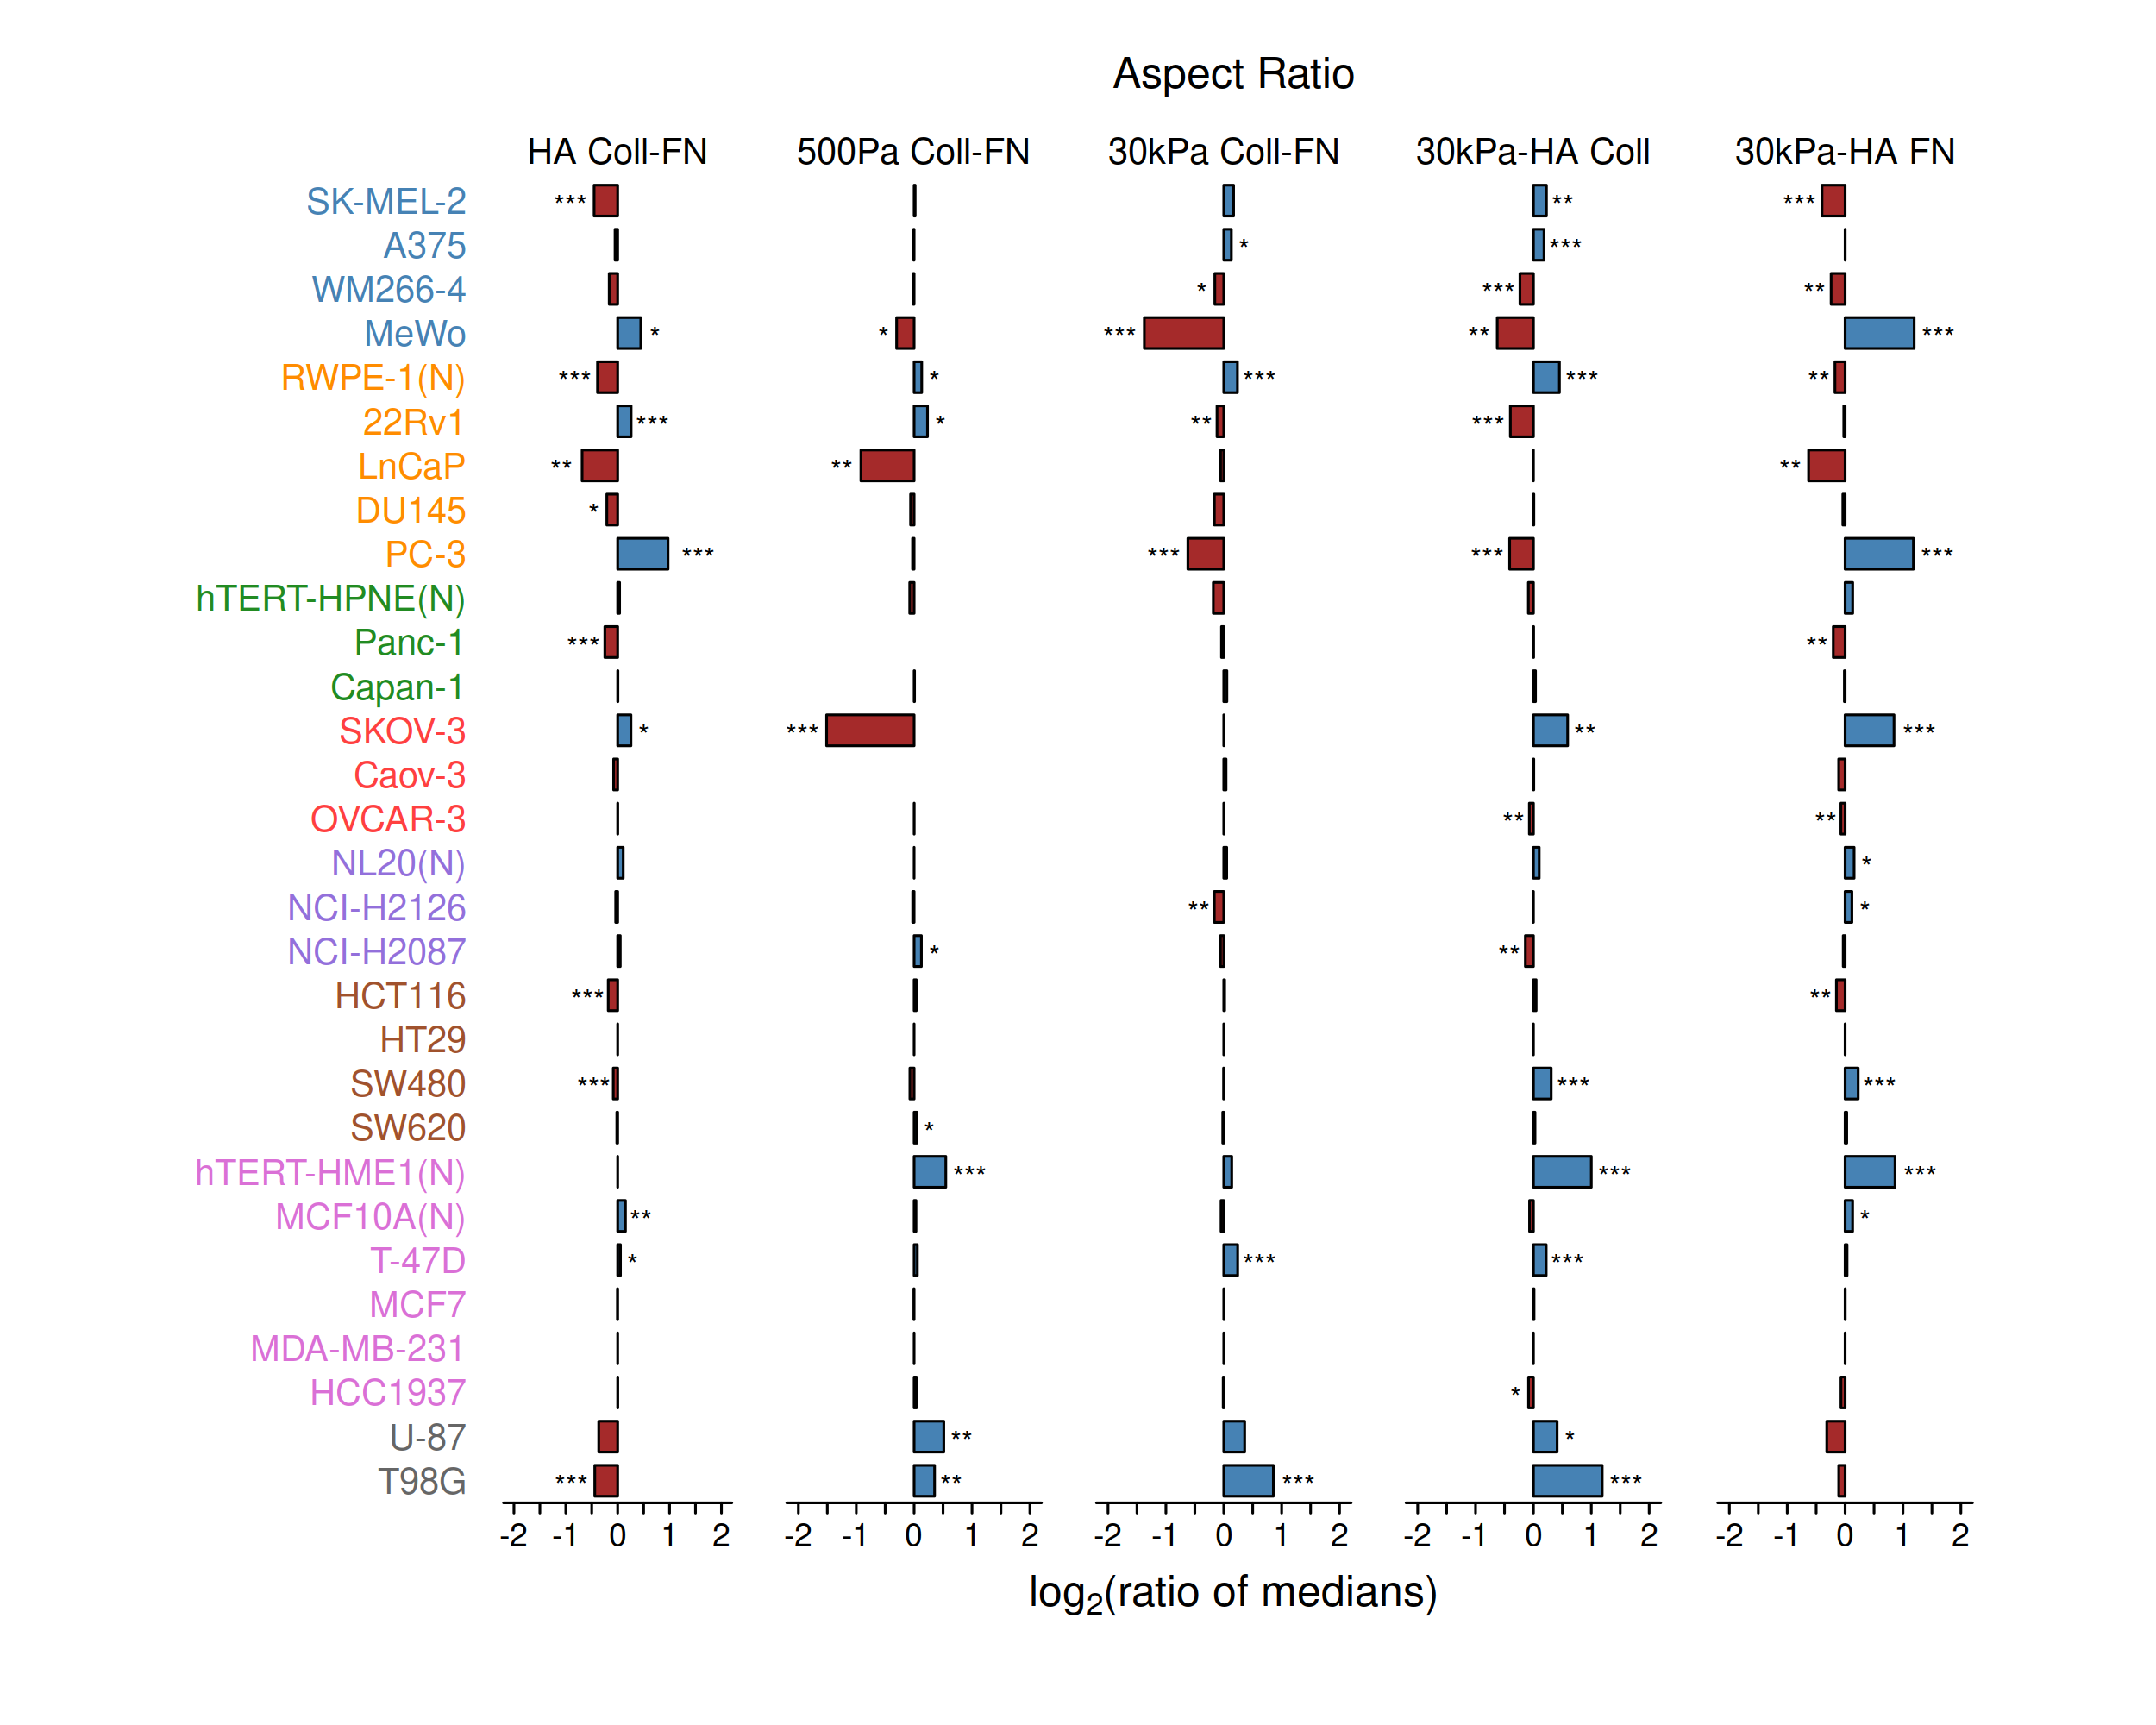 Aspect Ratio
HA Coll-FN 500Pa Coll-FN 30kPa Coll-FN 30kPa-HA Coll 30kPa-HA FN
SK-MEL-2 *** ** ***
A375 * ***
WM266-4 * *** **
MeWo * * *** ** ***
RWPE-1(N) *** * *** *** **
22Rv1 *** * ** ***
LnCaP ** ** **
DU145 *
PC-3 *** *** *** ***
hTERT-HPNE(N)
Panc-1 *** **
Capan-1
SKOV-3 * *** ** ***
Caov-3
OVCAR-3 ** **
NL20(N) *
NCI-H2126 ** *
NCI-H2087 * **
HCT116 *** **
HT29
SW480 *** *** ***
SW620 *
hTERT-HME1(N) *** *** ***
MCF10A(N) ** *
T-47D * *** ***
MCF7
MDA-MB-231
HCC1937 *
U-87 ** *
T98G *** ** *** ***
-2 -1 0 1 2 -2 -1 0 1 2 -2 -1 0 1 2 -2 -1 0 1 2 -2 -1 0 1 2
log2(ratio of medians)